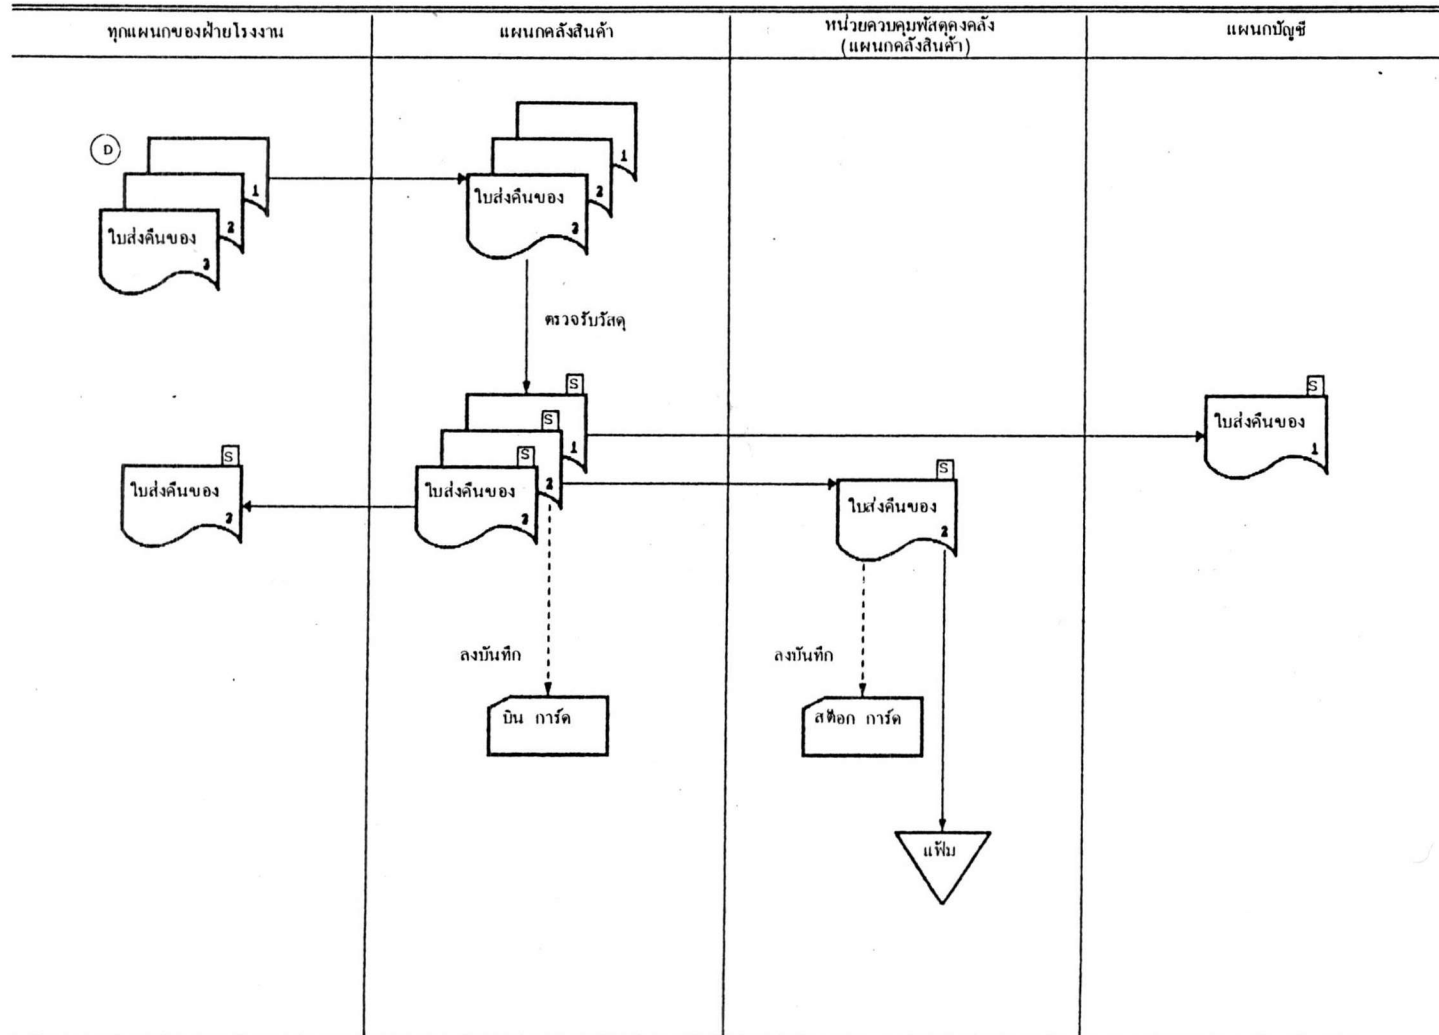 ทุกแผนกของฝ่ายโรงงาน
แผนกคลังสินค้า
หน่วยควบคุมพัสดุคงคลัง
(แผนกคลังสินค้า)
แผนกบัญชี
D
1
2
ใบส่งคืนของ
3
1
2
ใบส่งคืนของ
3
ตรวจรับวัสดุ
S
1
S
2
S
ใบส่งคืนของ
3
S
ใบส่งคืนของ
1
S
ใบส่งคืนของ
3
S
ใบส่งคืนของ
2
ลงบันทึก
บิน การ์ด
ลงบันทึก
สต๊อก การ์ด
แฟ้ม